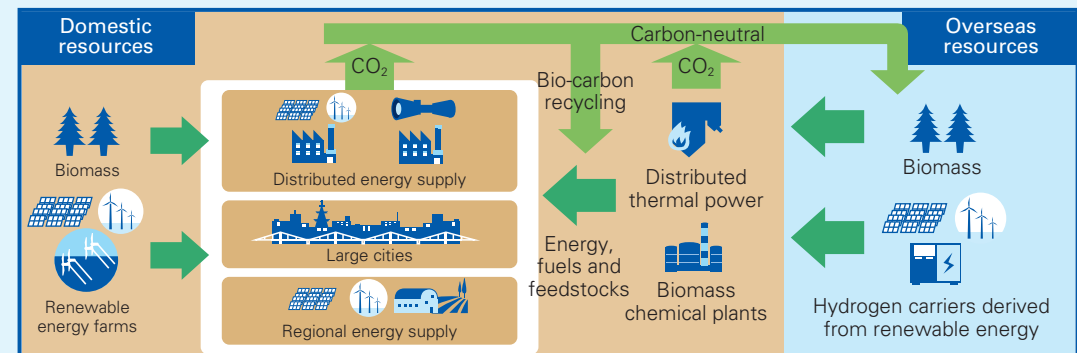 Domestic
resources
Biomass
Renewable
energy farms
CO₂
Distributed energy supply
Large cities
Regional energy supply
Bio-carbon
recycling
Energy,
fuels and
feedstocks
Carbon-neutral
CO₂
Distributed
thermal power
Biomass
chemical plants
Overseas
resources
Biomass
Hydrogen carriers derived
from renewable energy